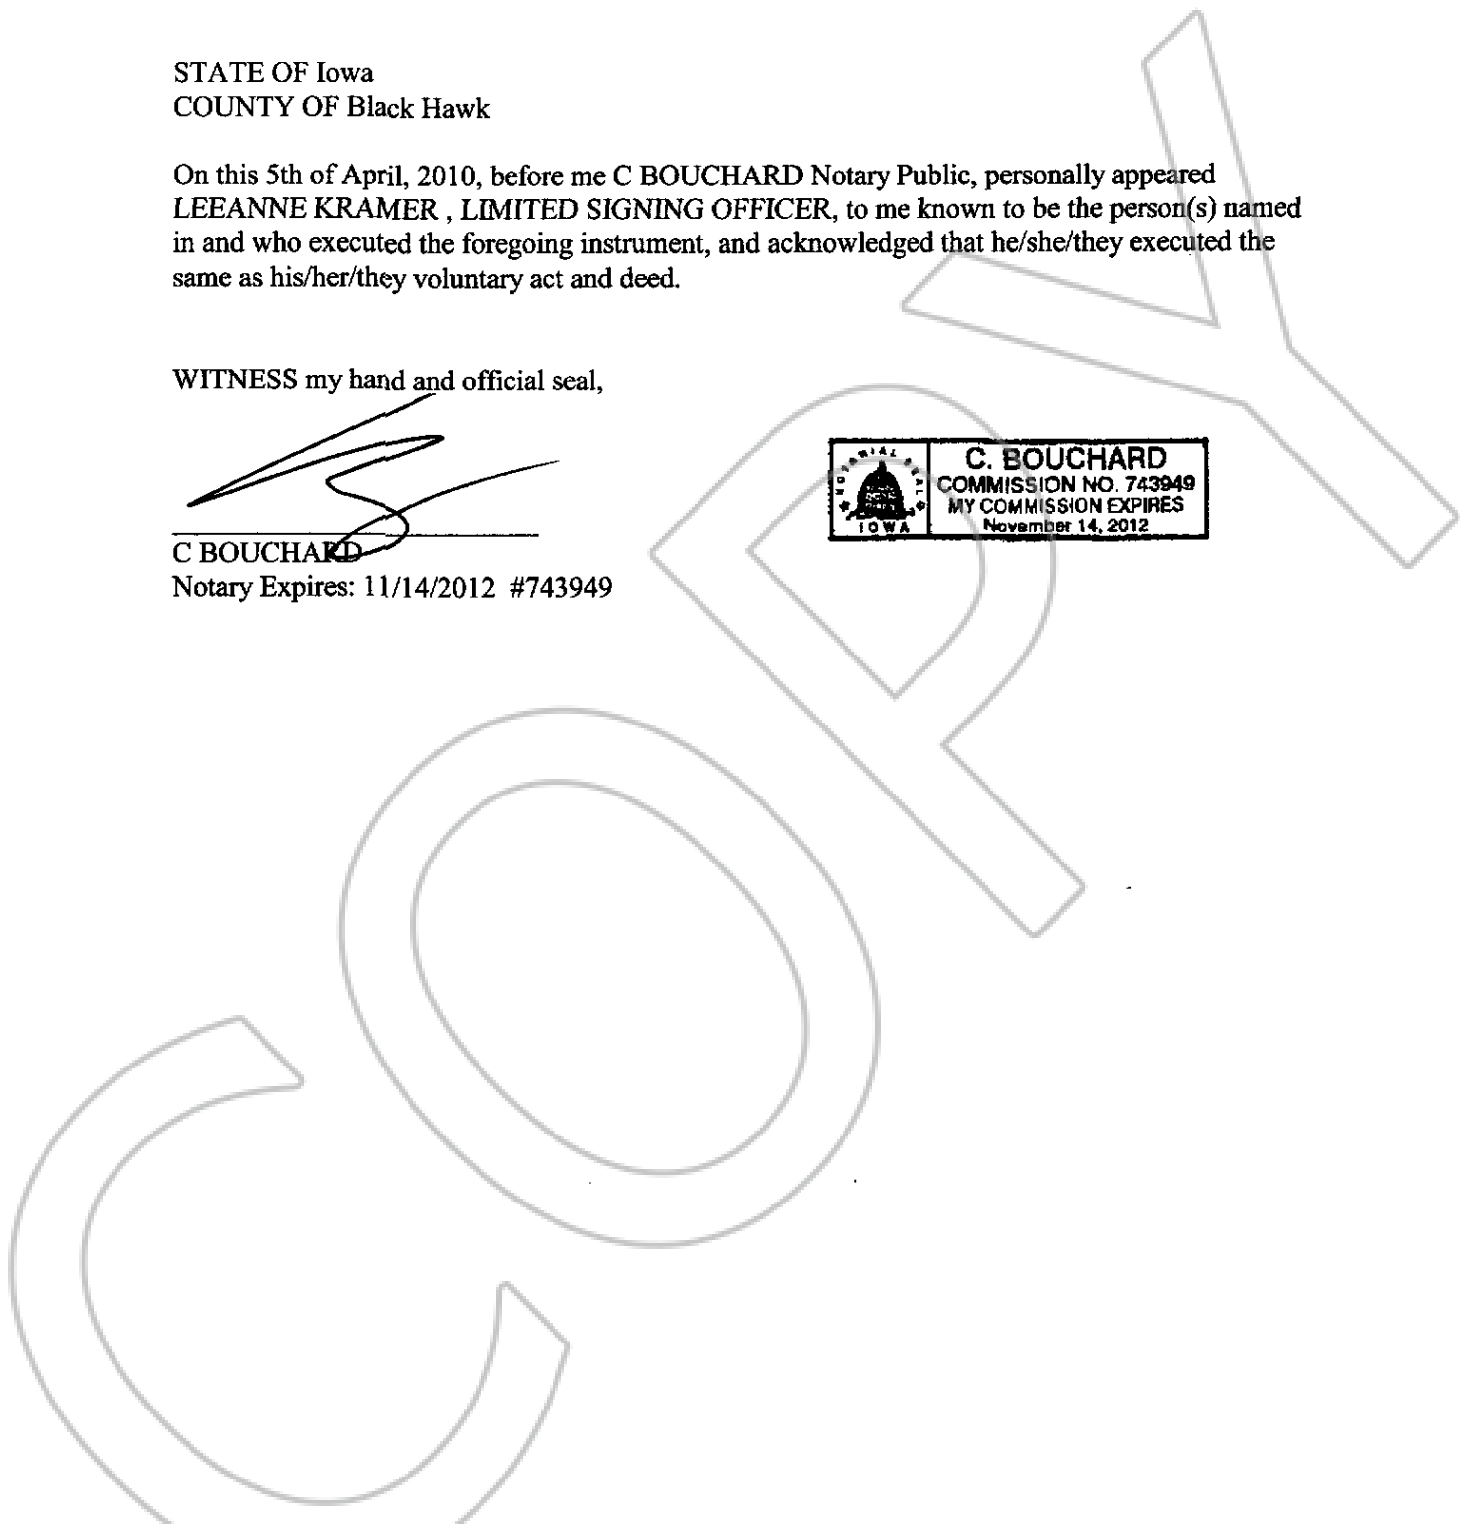 STATE OF Iowa
COUNTY OF Black Hawk
On this 5th of April, 2010, before me C BOUCHARD Notary Public, personally appeared
LEEANNE KRAMER , LIMITED SIGNING OFFICER, to me known to be the person(s) named
in and who executed the foregoing instrument, and acknowledged that he/she/they executed the
same as his/her/they voluntary act and deed.
WITNESS my hand and official seal,
NOTARIAL SEAL
IOWA
C. BOUCHARD
COMMISSION NO. 743949
MY COMMISSION EXPIRES
November 14, 2012
C BOUCHARD
Notary Expires: 11/14/2012 #743949
COPY